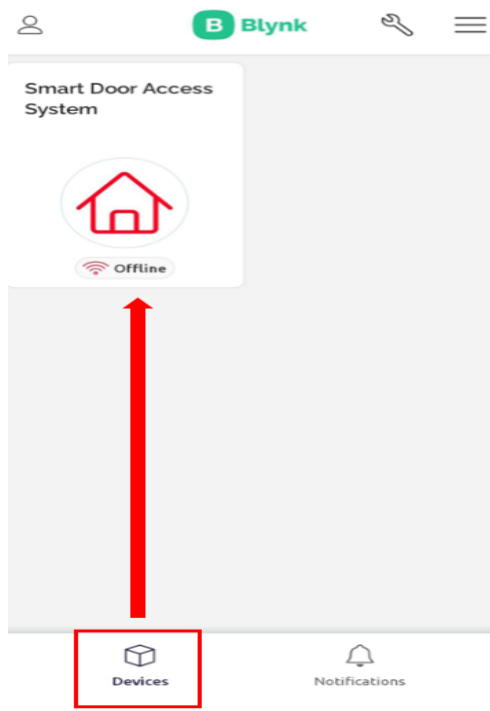 B Blynk
Smart Door Access
System
Offline
Devices
Notifications